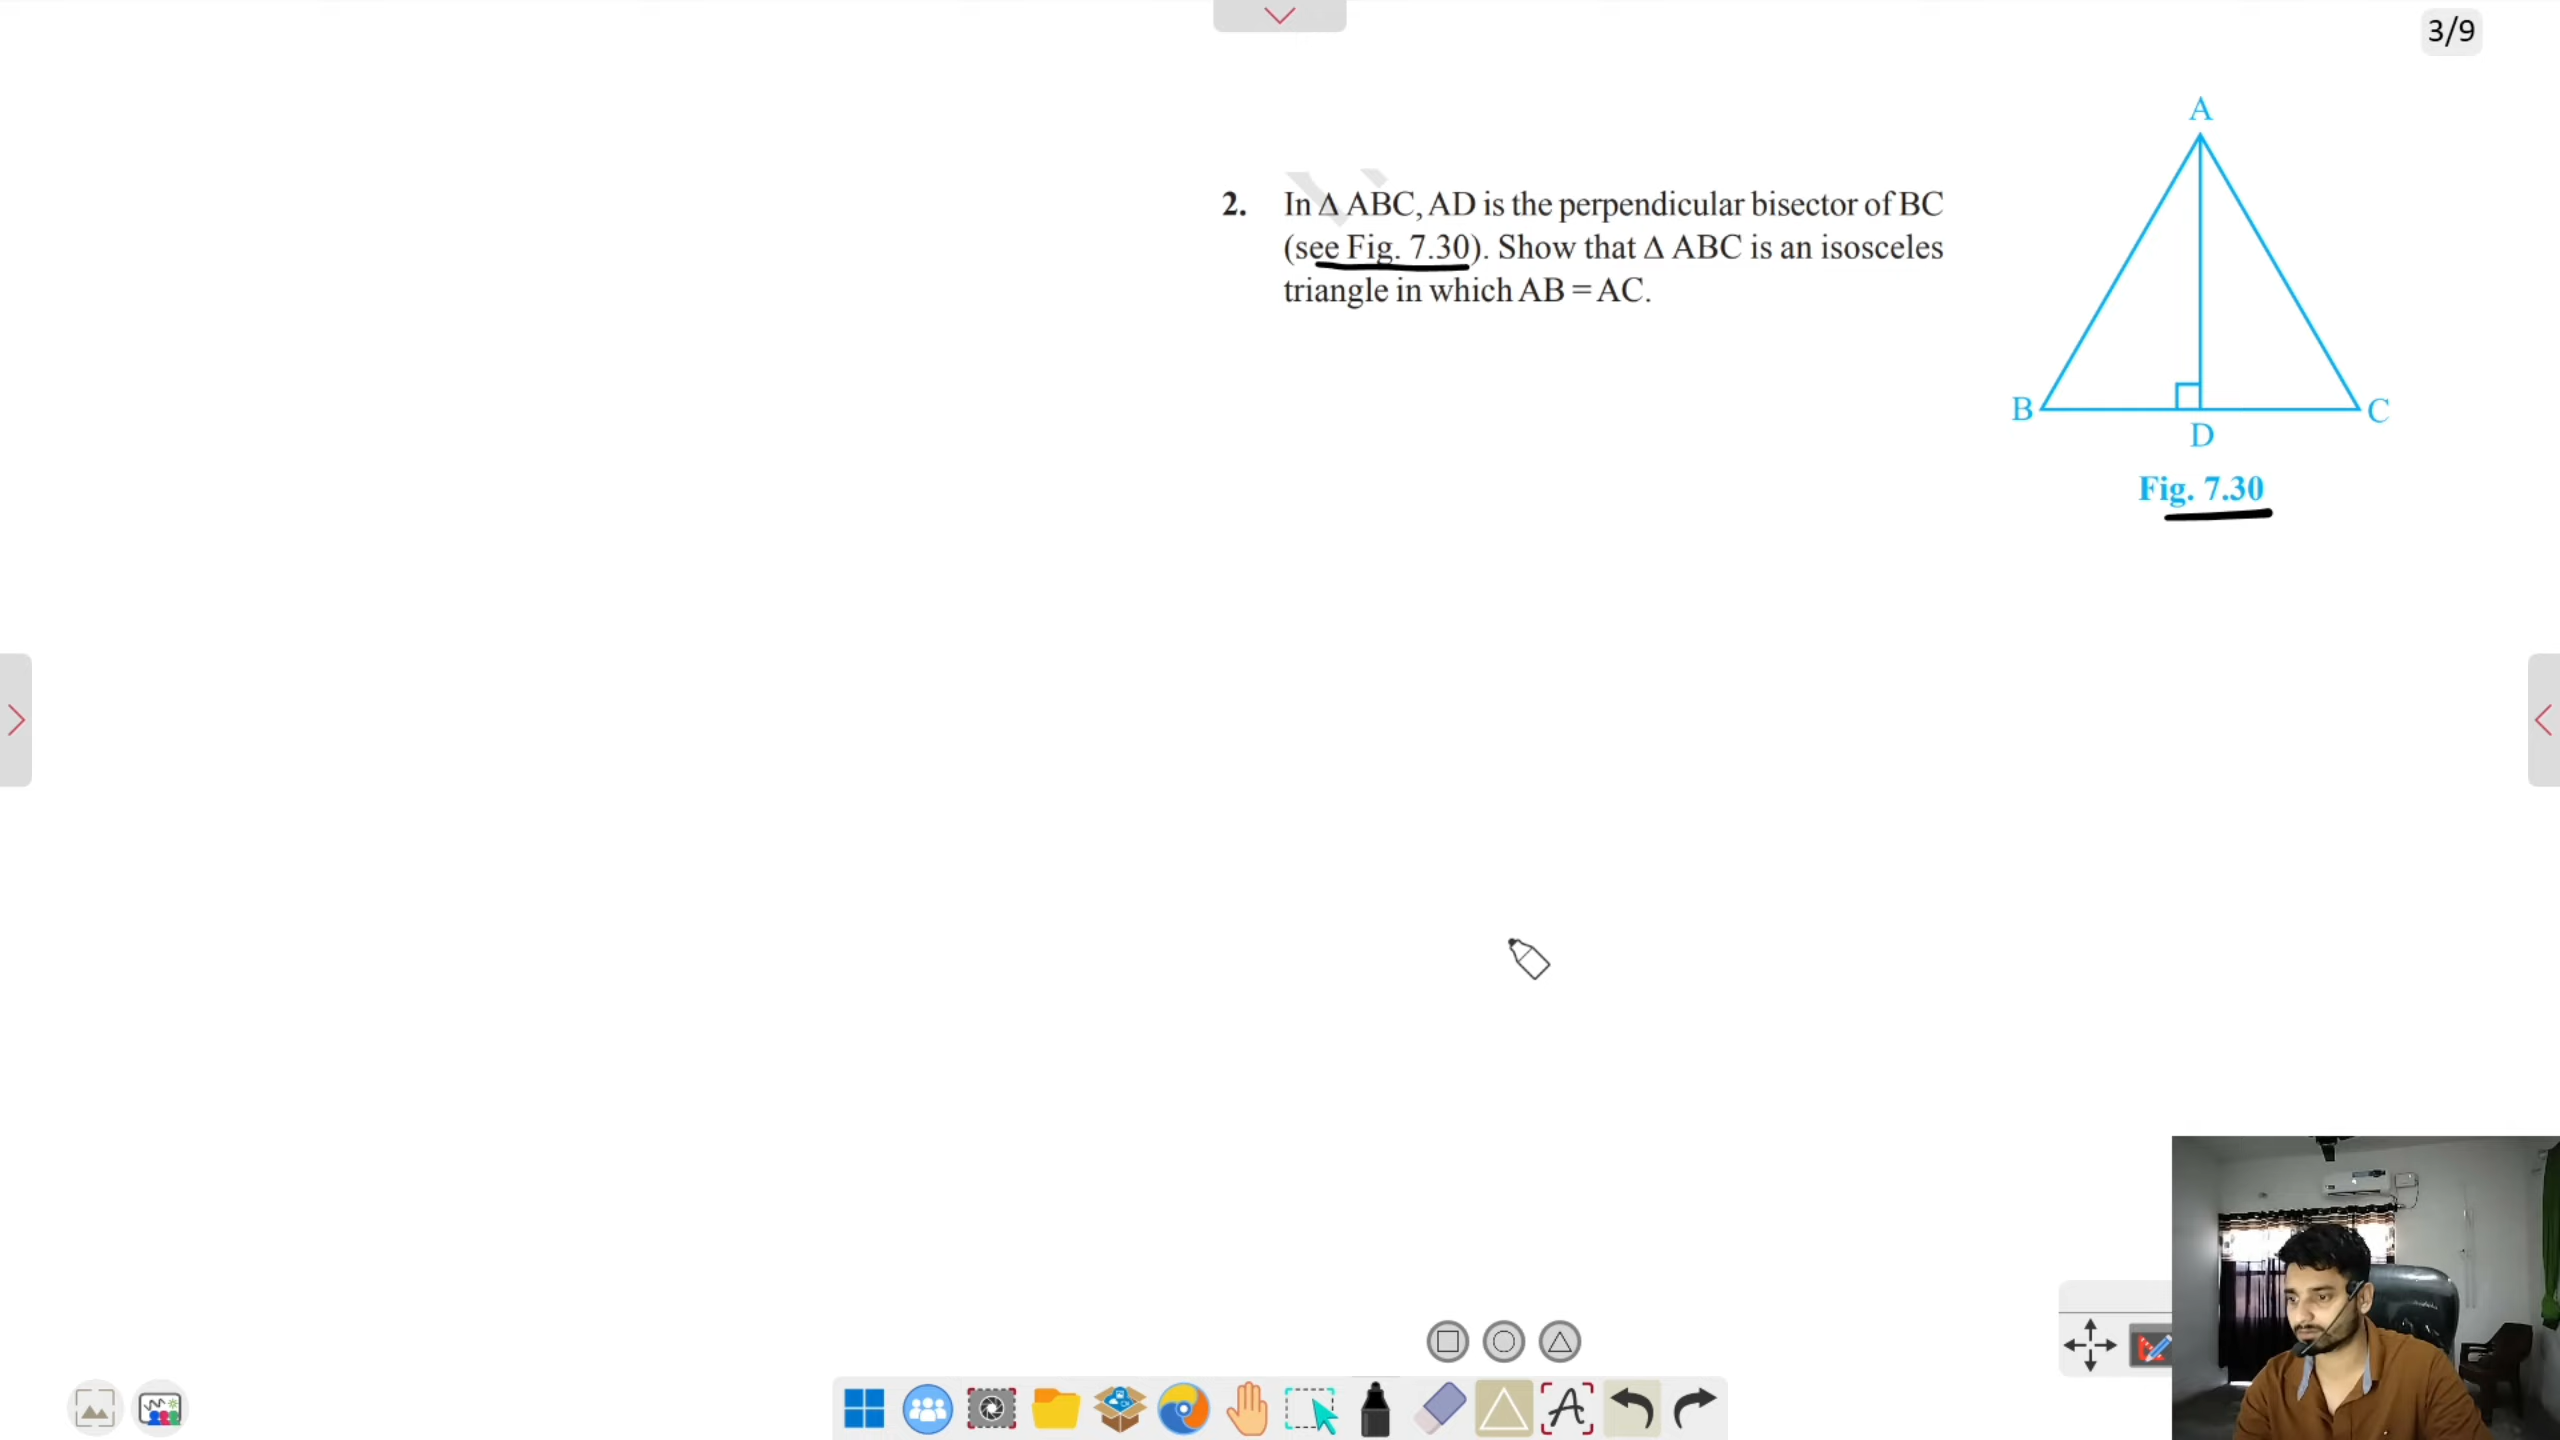 3/9
2. In Δ ABC, AD is the perpendicular bisector of BC
(see Fig. 7.30). Show that Δ ABC is an isosceles
triangle in which AB = AC.
A
B
C
D
Fig. 7.30